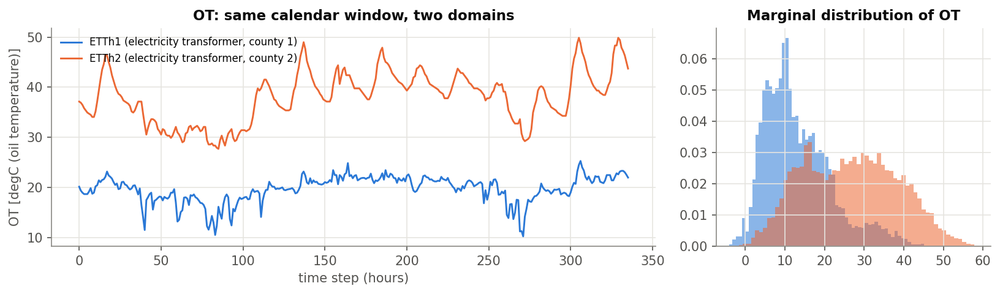 OT: same calendar window, two domains
OT [degC (oil temperature)]
50
40
30
20
10
ETTh1 (electricity transformer, county 1)
ETTh2 (electricity transformer, county 2)
0 50 100 150 200 250 300 350
time step (hours)
Marginal distribution of OT
0.06
0.05
0.04
0.03
0.02
0.01
0.00
0 10 20 30 40 50 60